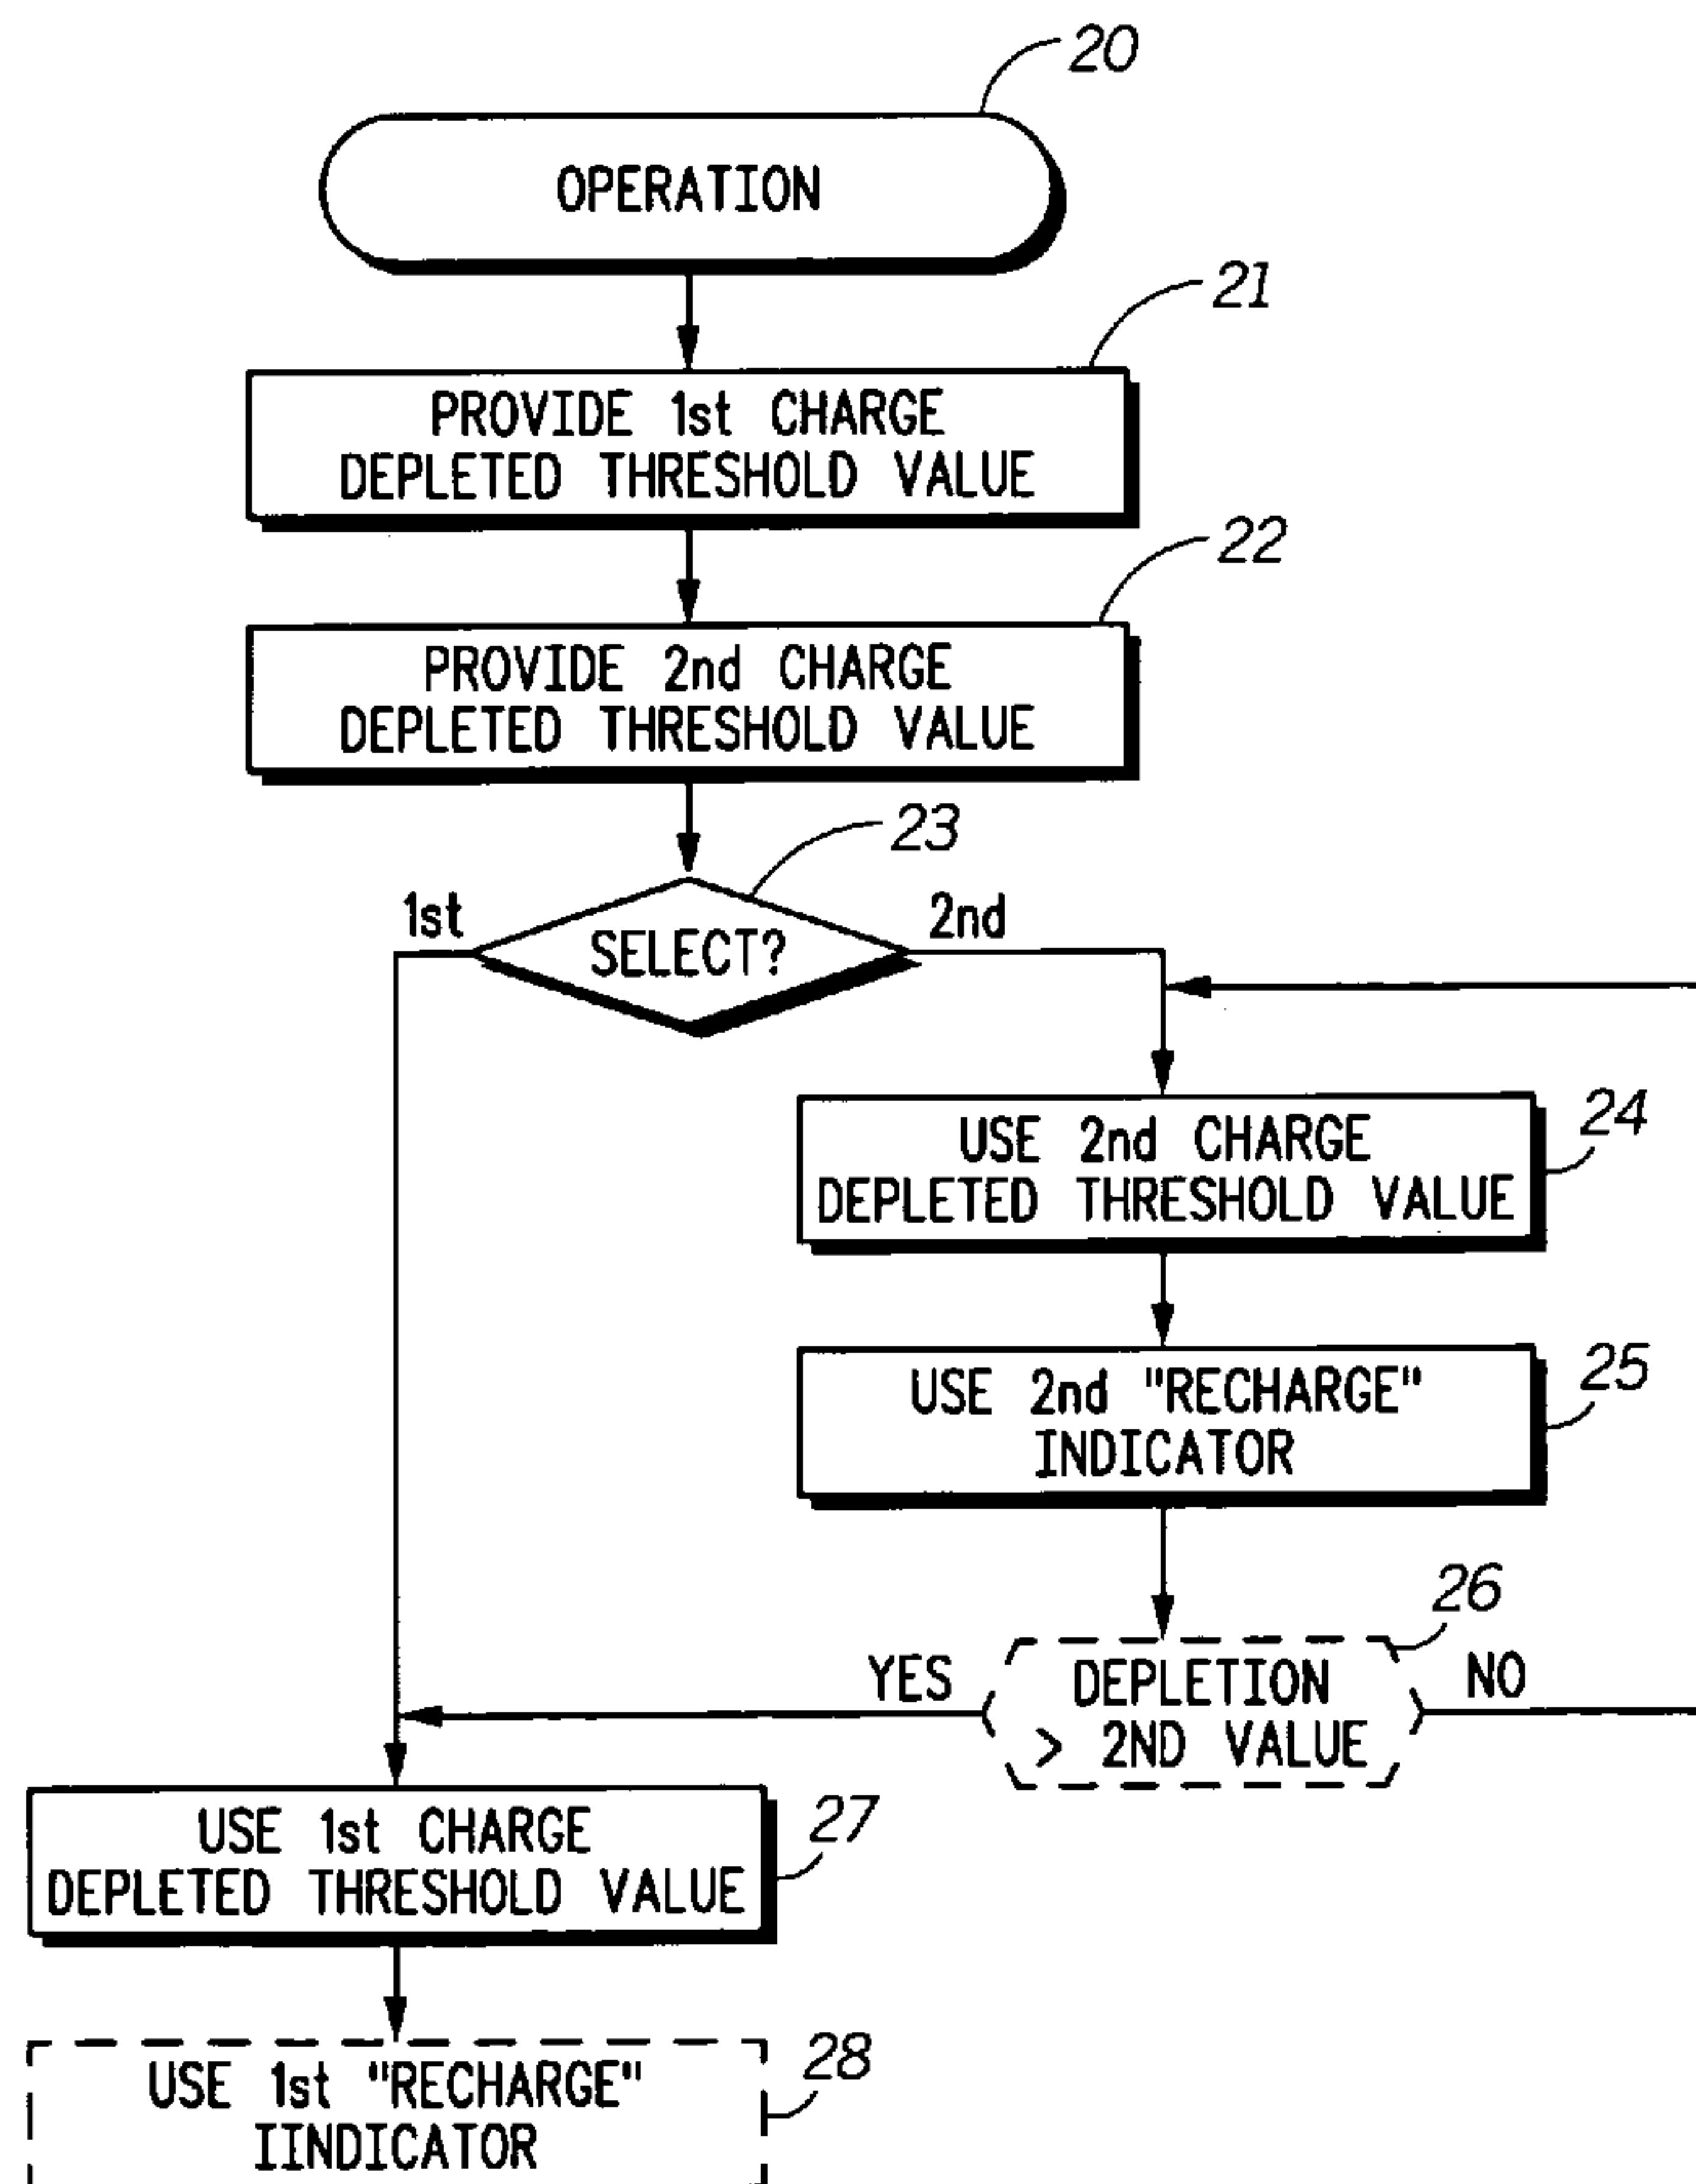 20
OPERATION
21
PROVIDE 1st CHARGE
DEPLETED THRESHOLD VALUE
22
PROVIDE 2nd CHARGE
DEPLETED THRESHOLD VALUE
23
1st
SELECT?
2nd
24
USE 2nd CHARGE
DEPLETED THRESHOLD VALUE
25
USE 2nd "RECHARGE"
INDICATOR
26
YES
DEPLETION
> 2ND VALUE
NO
27
USE 1st CHARGE
DEPLETED THRESHOLD VALUE
28
USE 1st "RECHARGE"
IINDICATOR